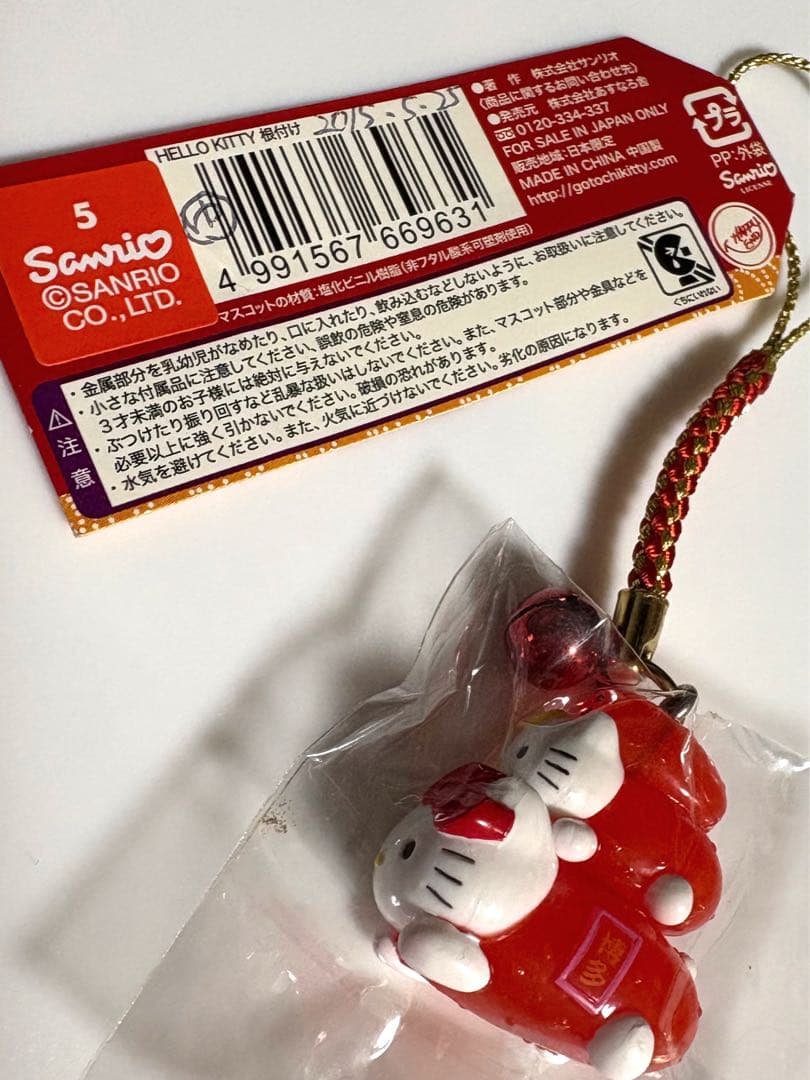 HELLO KITTY 根付け 2015.5.25
4 991567 669631
5
Sanrio
©SANRIO
CO.,LTD.
●著 作 株式会社サンリオ
〈商品に関するお問い合わせ先〉
●発売元 株式会社あすなろ舎
0120-334-337
FOR SALE IN JAPAN ONLY
販売地域:日本限定
MADE IN CHINA 中国製
http://gotochikitty.com
プラ
PP:外袋
Sanrio
LICENSE
マスコットの材質:塩化ビニル樹脂(非フタル酸系可塑剤使用)
注意
・金属部分を乳幼児がなめたり、口に入れたり、飲み込むなどしないように、お取扱いに注意してください。
・小さな付属品に注意してください、誤飲の危険や窒息の危険があります。
3才未満のお子様には絶対に与えないでください。
・ぶつけたり振り回すなど乱暴な扱いはしないでください。また、マスコット部分や金具などを
必要以上に強く引かないでください。破損の恐れがあります。
・水気を避けてください。また、火気に近づけないでください。劣化の原因になります。
くちにいれない